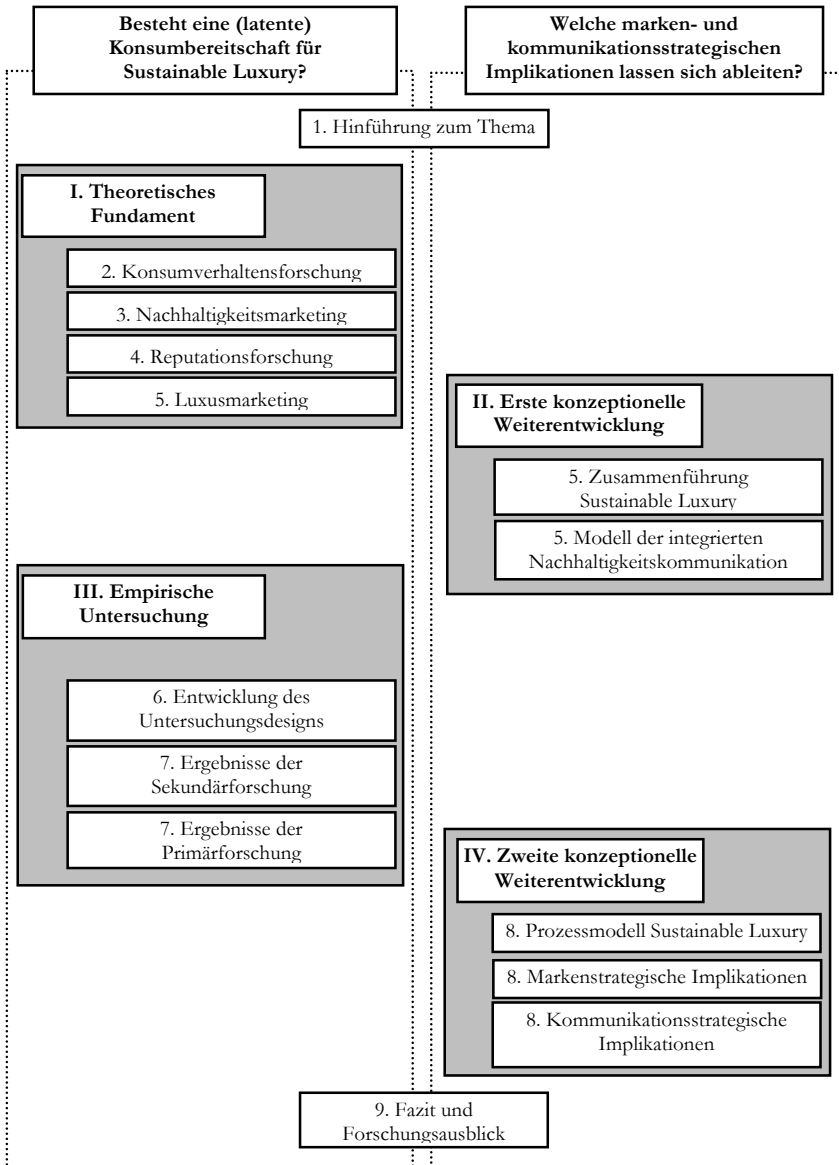 Besteht eine (latente)
Konsumbereitschaft für
Sustainable Luxury?
Welche marken- und
kommunikationsstrategischen
Implikationen lassen sich ableiten?
1. Hinführung zum Thema
I. Theoretisches
Fundament
2. Konsumverhaltensforschung
3. Nachhaltigkeitsmarketing
4. Reputationsforschung
5. Luxusmarketing
II. Erste konzeptionelle
Weiterentwicklung
5. Zusammenführung
Sustainable Luxury
5. Modell der integrierten
Nachhaltigkeitskommunikation
III. Empirische
Untersuchung
6. Entwicklung des
Untersuchungsdesigns
7. Ergebnisse der
Sekundärforschung
7. Ergebnisse der
Primärforschung
IV. Zweite konzeptionelle
Weiterentwicklung
8. Prozessmodell Sustainable Luxury
8. Markenstrategische Implikationen
8. Kommunikationsstrategische
Implikationen
9. Fazit und
Forschungsausblick